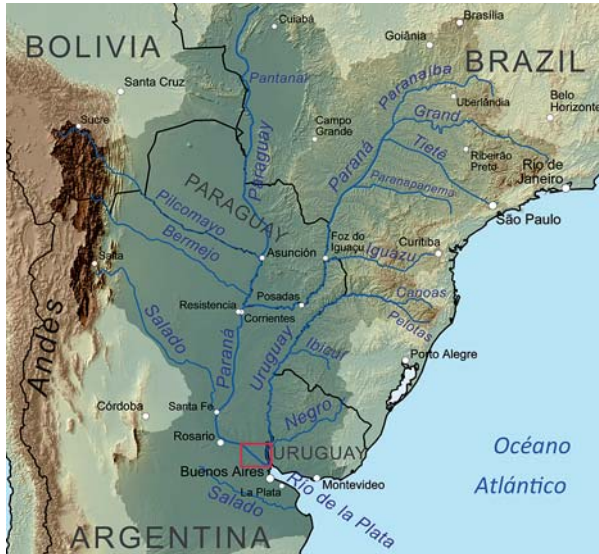 Cuiabá
Brasília
BOLIVIA
Goiânia
BRAZIL
Santa Cruz
Pantanal
Paranaíba
Uberlândia
Belo
Horizonte
Sucre
Campo
Grande
Grand
Paraguay
Paraná
Tieté
Ribeirão
Preto
Rio de
Janeiro
PARAGUAY
Paranapanema
São Paulo
Pilcomayo
Bermejo
Asunción
Foz do
Iguaçu
Iguazu
Curitiba
Salta
Andes
Salado
Resistencia
Corrientes
Posadas
Canoas
Pelotas
Paraná
Uruguay
Ibicuí
Porto Alegre
Córdoba
Santa Fe
Negro
Rosario
URUGUAY
Océano
Atlántico
Buenos Aires
La Plata
Montevideo
Río de la Plata
Salado
ARGENTINA